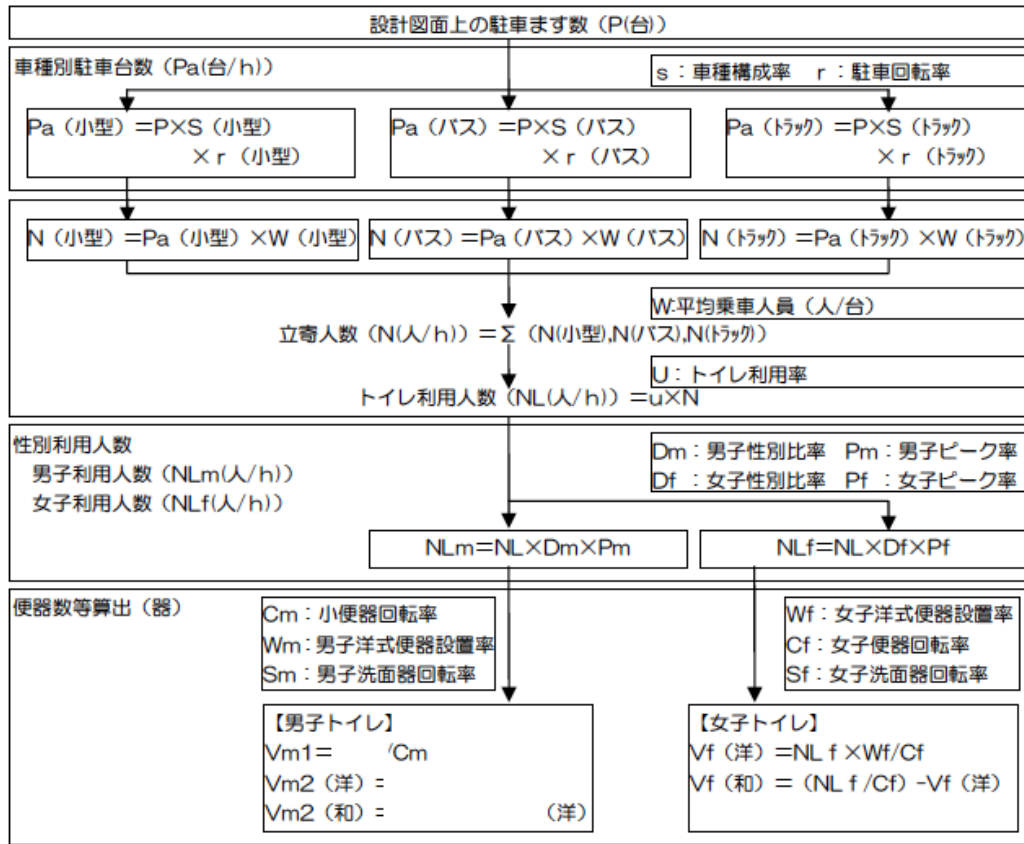 設計図面上の駐車ます数（P(台)）
車種別駐車台数（Pa(台/h)）
s：車種構成率　r：駐車回転率
Pa（小型）＝P×S（小型）
×r（小型）
Pa（バス）＝P×S（バス）
×r（バス）
Pa（トラック）＝P×S（トラック）
×r（トラック）
N（小型）＝Pa（小型）×W（小型）
N（バス）＝Pa（バス）×W（バス）
N（トラック）＝Pa（トラック）×W（トラック）
W:平均乗車人員（人/台）
立寄人数（N(人/h)）＝Σ（N(小型),N(バス),N(トラック)）
U：トイレ利用率
トイレ利用人数（NL(人/h)）＝u×N
性別利用人数
男子利用人数（NLm(人/h)）
女子利用人数（NLf(人/h)）
Dm：男子性別比率　Pm：男子ピーク率
Df：女子性別比率　Pf：女子ピーク率
NLm＝NL×Dm×Pm
NLf＝NL×Df×Pf
便器数等算出（器）
Cm：小便器回転率
Wm：男子洋式便器設置率
Sm：男子洗面器回転率
Wf：女子洋式便器設置率
Cf：女子便器回転率
Sf：女子洗面器回転率
【男子トイレ】
Vm1＝　/Cm
Vm2（洋）＝
Vm2（和）＝　（洋）
【女子トイレ】
Vf（洋）＝NLf×Wf/Cf
Vf（和）＝（NLf/Cf）-Vf（洋）